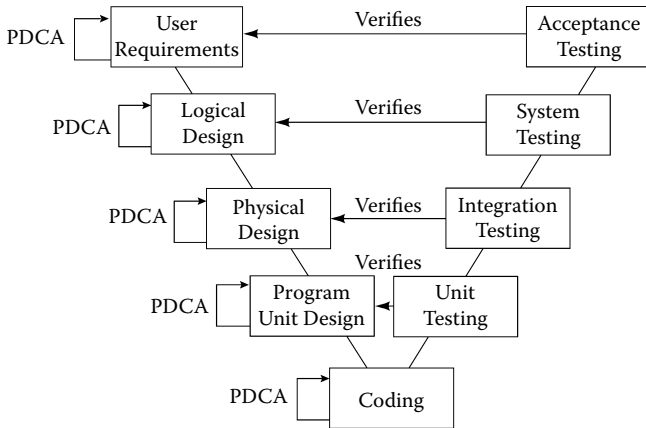 PDCA
User
Requirements
Verifies
Acceptance
Testing
PDCA
Logical
Design
Verifies
System
Testing
PDCA
Physical
Design
Verifies
Integration
Testing
PDCA
Program
Unit Design
Verifies
Unit
Testing
PDCA
Coding